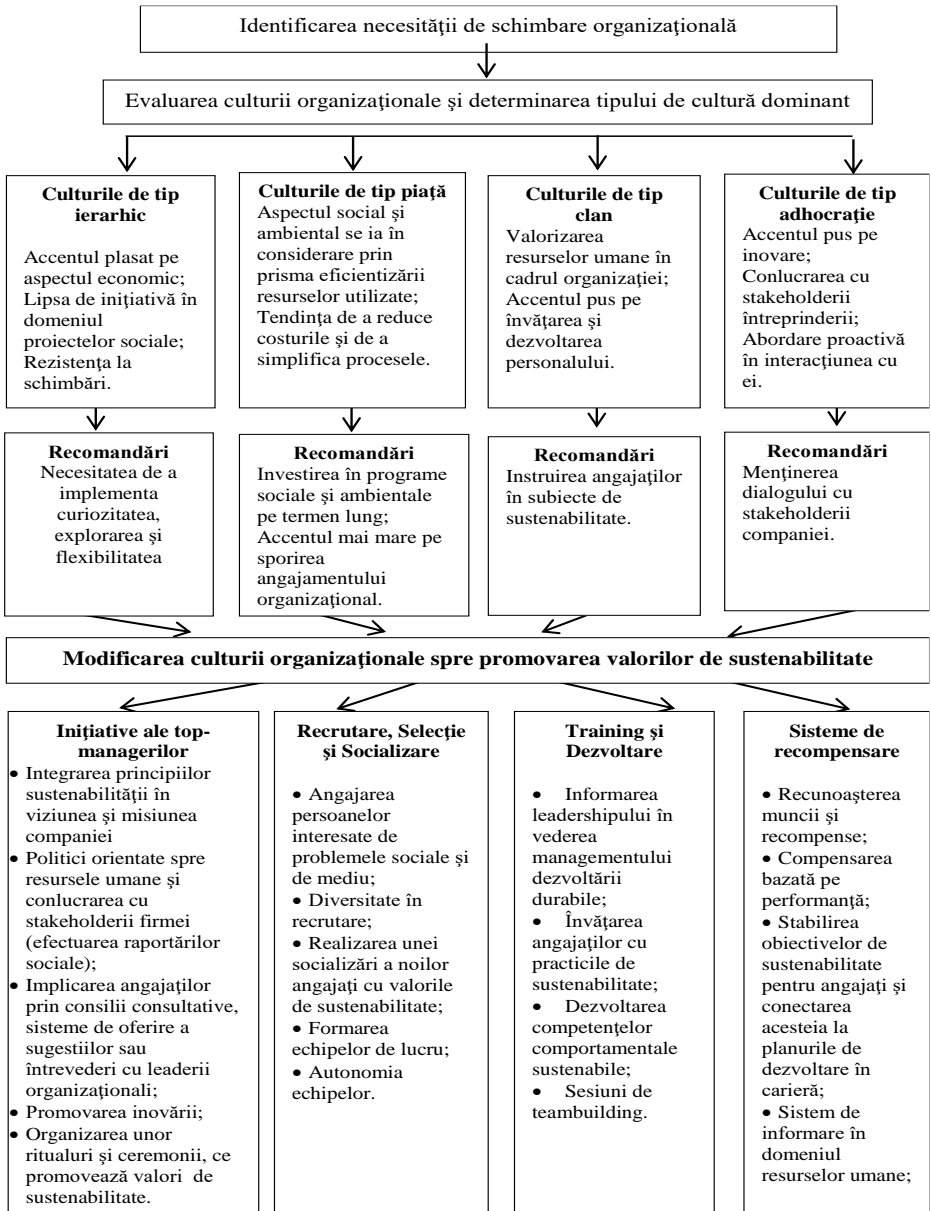 Identificarea necesităţii de schimbare organizaţională
Evaluarea culturii organizaţionale şi determinarea tipului de cultură dominant
Culturile de tip
ierarhic
Accentul plasat pe
aspectul economic;
Lipsa de iniţiativă în
domeniul
proiectelor sociale;
Rezistenţa la
schimbări.
Culturile de tip piaţă
Aspectul social şi
ambiental se ia în
considerare prin
prisma eficientizării
resurselor utilizate;
Tendinţa de a reduce
costurile şi de a
simplifica procesele.
Culturile de tip
clan
Valorizarea
resurselor umane în
cadrul organizaţiei;
Accentul pus pe
învăţarea şi
dezvoltarea
personalului.
Culturile de tip
adhocraţie
Accentul pus pe
inovare;
Conlucrarea cu
stakeholderii
întreprinderii;
Abordare proactivă
în interacţiunea cu
ei.
Recomandări
Necesitatea de a
implementa
curiozitatea,
explorarea şi
flexibilitatea
Recomandări
Investirea în programe
sociale şi ambientale
pe termen lung;
Accentul mai mare pe
sporirea
angajamentului
organizaţional.
Recomandări
Instruirea angajaţilor
în subiecte de
sustenabilitate.
Recomandări
Menţinerea
dialogului cu
stakeholderii
companiei.
Modificarea culturii organizaţionale spre promovarea valorilor de sustenabilitate
Iniţiative ale top-
managerilor
• Integrarea principiilor
sustenabilităţii în
viziunea şi misiunea
companiei
• Politici orientate spre
resursele umane şi
conlucrarea cu
stakeholderii firmei
(efectuarea raportărilor
sociale);
• Implicarea angajaţilor
prin consilii consultative,
sisteme de oferire a
sugestiilor sau
întrevederi cu leaderii
organizaţionali;
• Promovarea inovării;
• Organizarea unor
ritualuri şi ceremonii, ce
promovează valori de
sustenabilitate.
Recrutare, Selecţie
şi Socializare
• Angajarea
persoanelor
interesate de
problemele sociale şi
de mediu;
• Diversitate în
recrutare;
• Realizarea unei
socializări a noilor
angajaţi cu valorile
de sustenabilitate;
• Formarea
echipelor de lucru;
• Autonomia
echipelor.
Training şi
Dezvoltare
• Informarea
leadershipului în
vederea
managementului
dezvoltării
durabile;
• Învăţarea
angajaţilor cu
practicile de
sustenabilitate;
• Dezvoltarea
competenţelor
comportamentale
sustenabile;
• Sesiuni de
teambuilding.
Sisteme de
recompensare
• Recunoaşterea
muncii şi
recompense;
• Compensarea
bazată pe
performanţă;
• Stabilirea
obiectivelor de
sustenabilitate
pentru angajaţi şi
conectarea
acesteia la
planurile de
dezvoltare în
carieră;
• Sistem de
informare în
domeniul
resurselor umane;